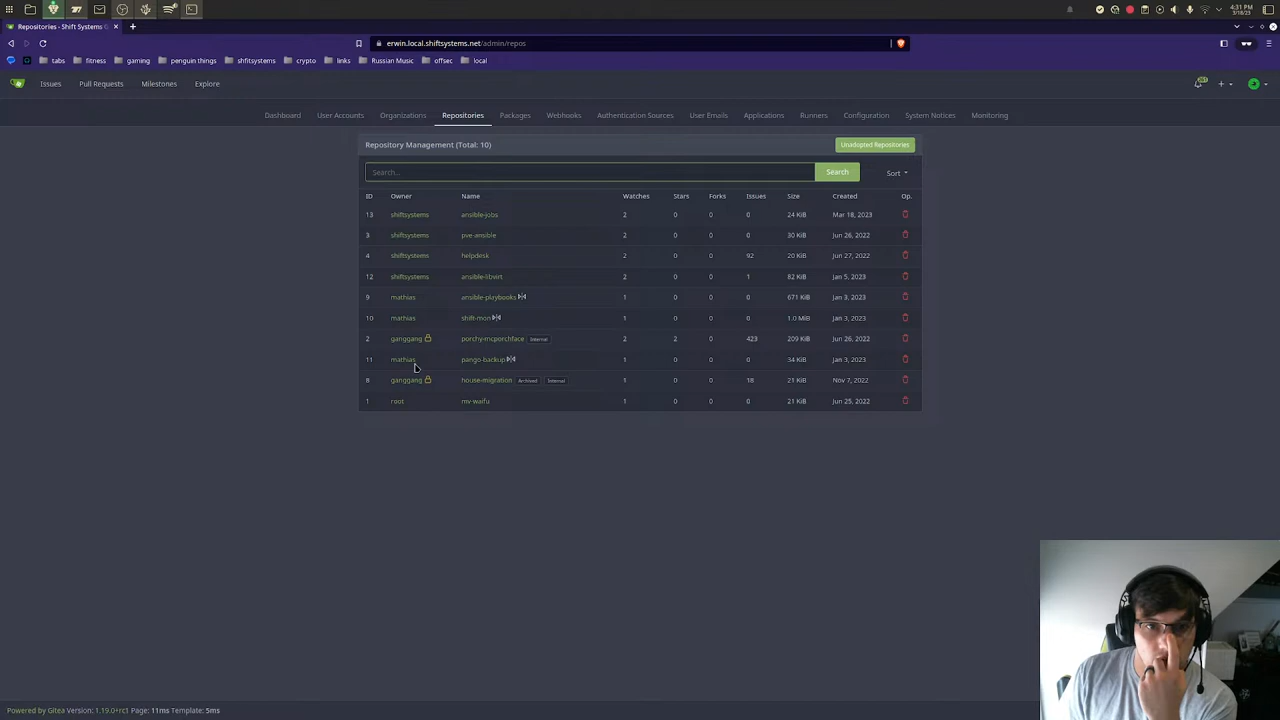 4:31 PM
3/18/23
Repositories - Shift Systems
erwin.local.shiftsystems.net/admin/repos
tabs fitness gaming penguin things shfitsystems crypto links Russian Music offsec local
Issues Pull Requests Milestones Explore
Dashboard User Accounts Organizations Repositories Packages Webhooks Authentication Sources User Emails Applications Runners Configuration System Notices Monitoring
Repository Management (Total: 10) Unadopted Repositories
Search... Search Sort
ID Owner Name Watches Stars Forks Issues Size Created Op.
13 shiftsystems ansible-jobs 2 0 0 0 24 KiB Mar 18, 2023
3 shiftsystems pve-ansible 2 0 0 0 30 KiB Jun 26, 2022
4 shiftsystems helpdesk 2 0 0 92 20 KiB Jun 27, 2022
12 shiftsystems ansible-libvirt 2 0 0 1 82 KiB Jan 5, 2023
9 mathias ansible-playbooks 1 0 0 0 671 KiB Jan 3, 2023
10 mathias shift-mon 1 0 0 0 1.0 MiB Jan 3, 2023
2 ganggang porchy-mcporchface Internal 2 2 0 423 209 KiB Jun 26, 2022
11 mathias pango-backup 1 0 0 0 34 KiB Jan 3, 2023
8 ganggang house-migration Archived Internal 1 0 0 18 21 KiB Nov 7, 2022
1 root my-waifu 1 0 0 0 21 KiB Jun 25, 2022
Powered by Gitea Version: 1.19.0+rc1 Page: 11ms Template: 5ms